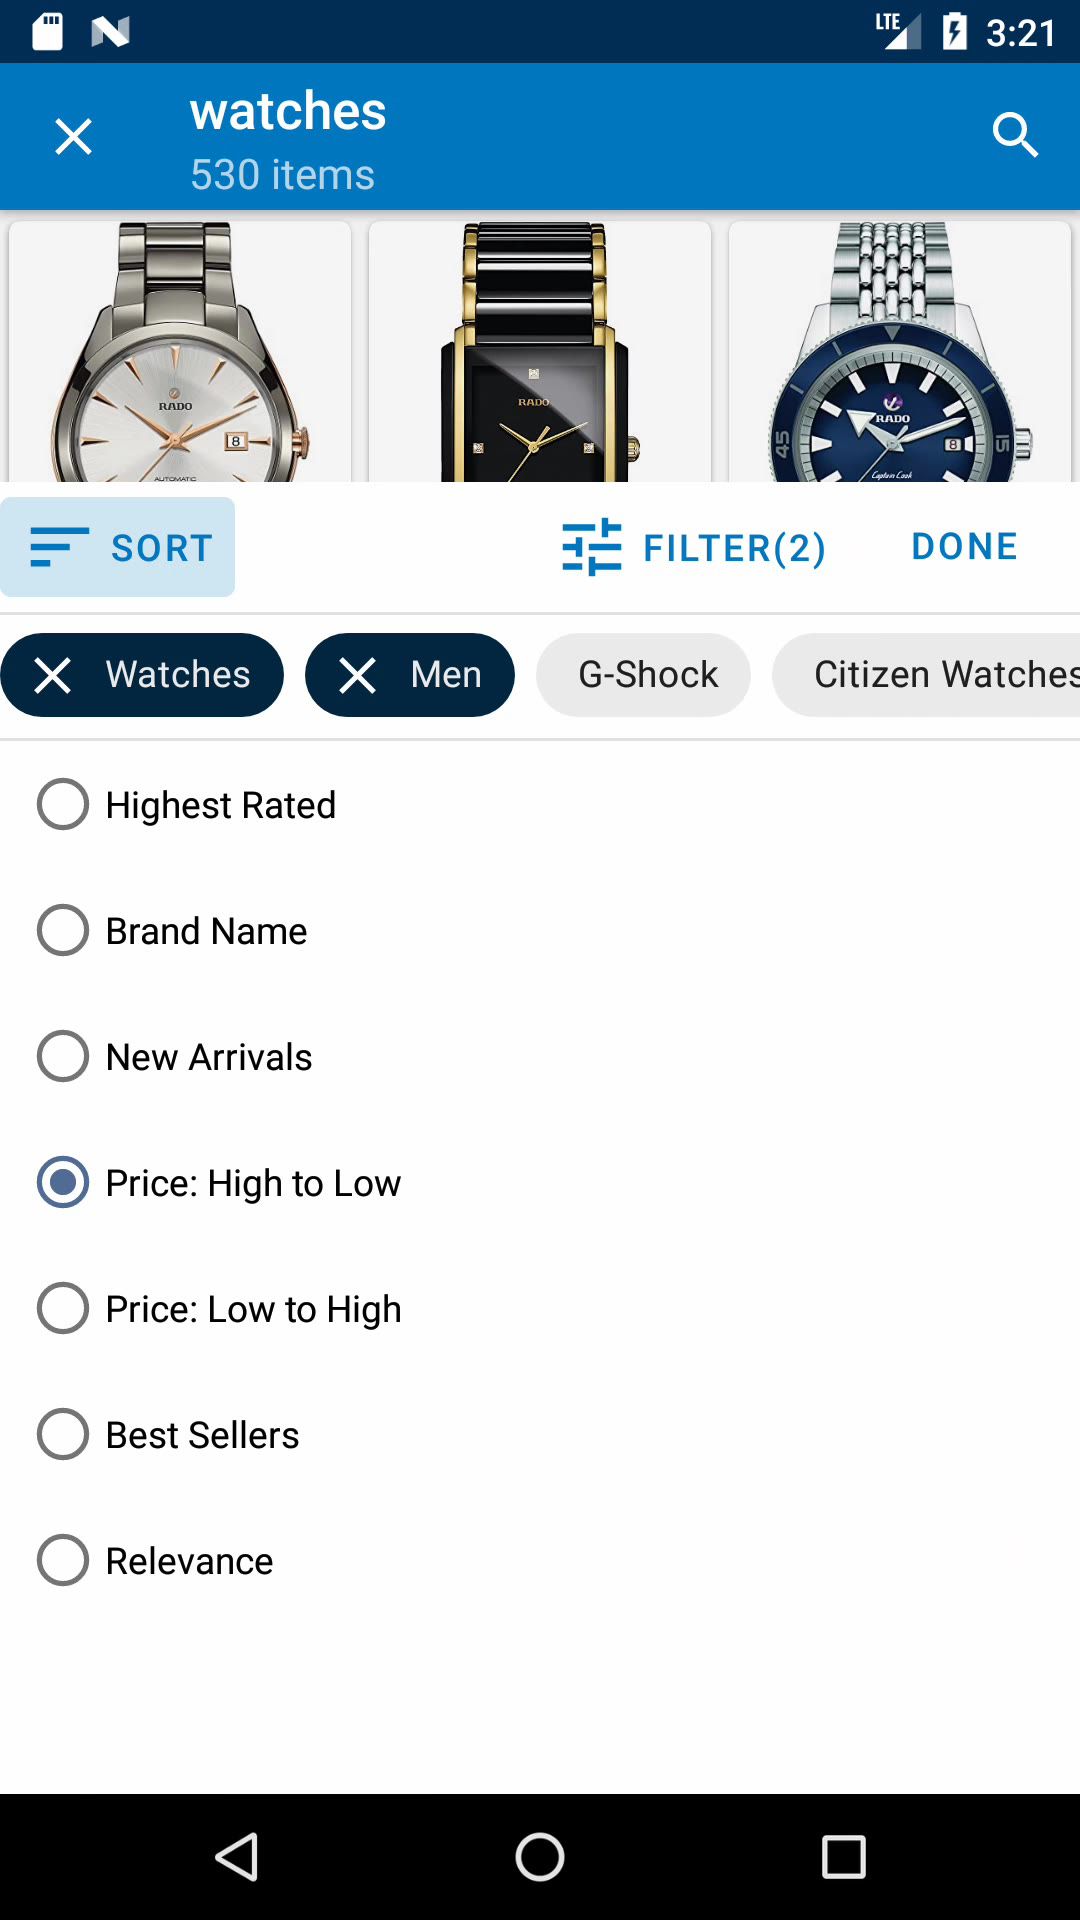 LTE 3:21
watches
530 items
RADO
8
AUTOMATIC
RADO
RADO
45
8
15
Captain Cook
SORT
FILTER(2)
DONE
Watches
Men
G-Shock
Citizen Watches
Highest Rated
Brand Name
New Arrivals
Price: High to Low
Price: Low to High
Best Sellers
Relevance